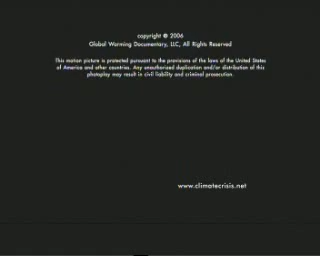 copyright © 2006
Global Warming Documentary, LLC, All Rights Reserved
This motion picture is protected pursuant to the provisions of the laws of the United States
of America and other countries. Any unauthorized duplication and/or distribution of this
photoplay may result in civil liability and criminal prosecution.
www.climatecrisis.net